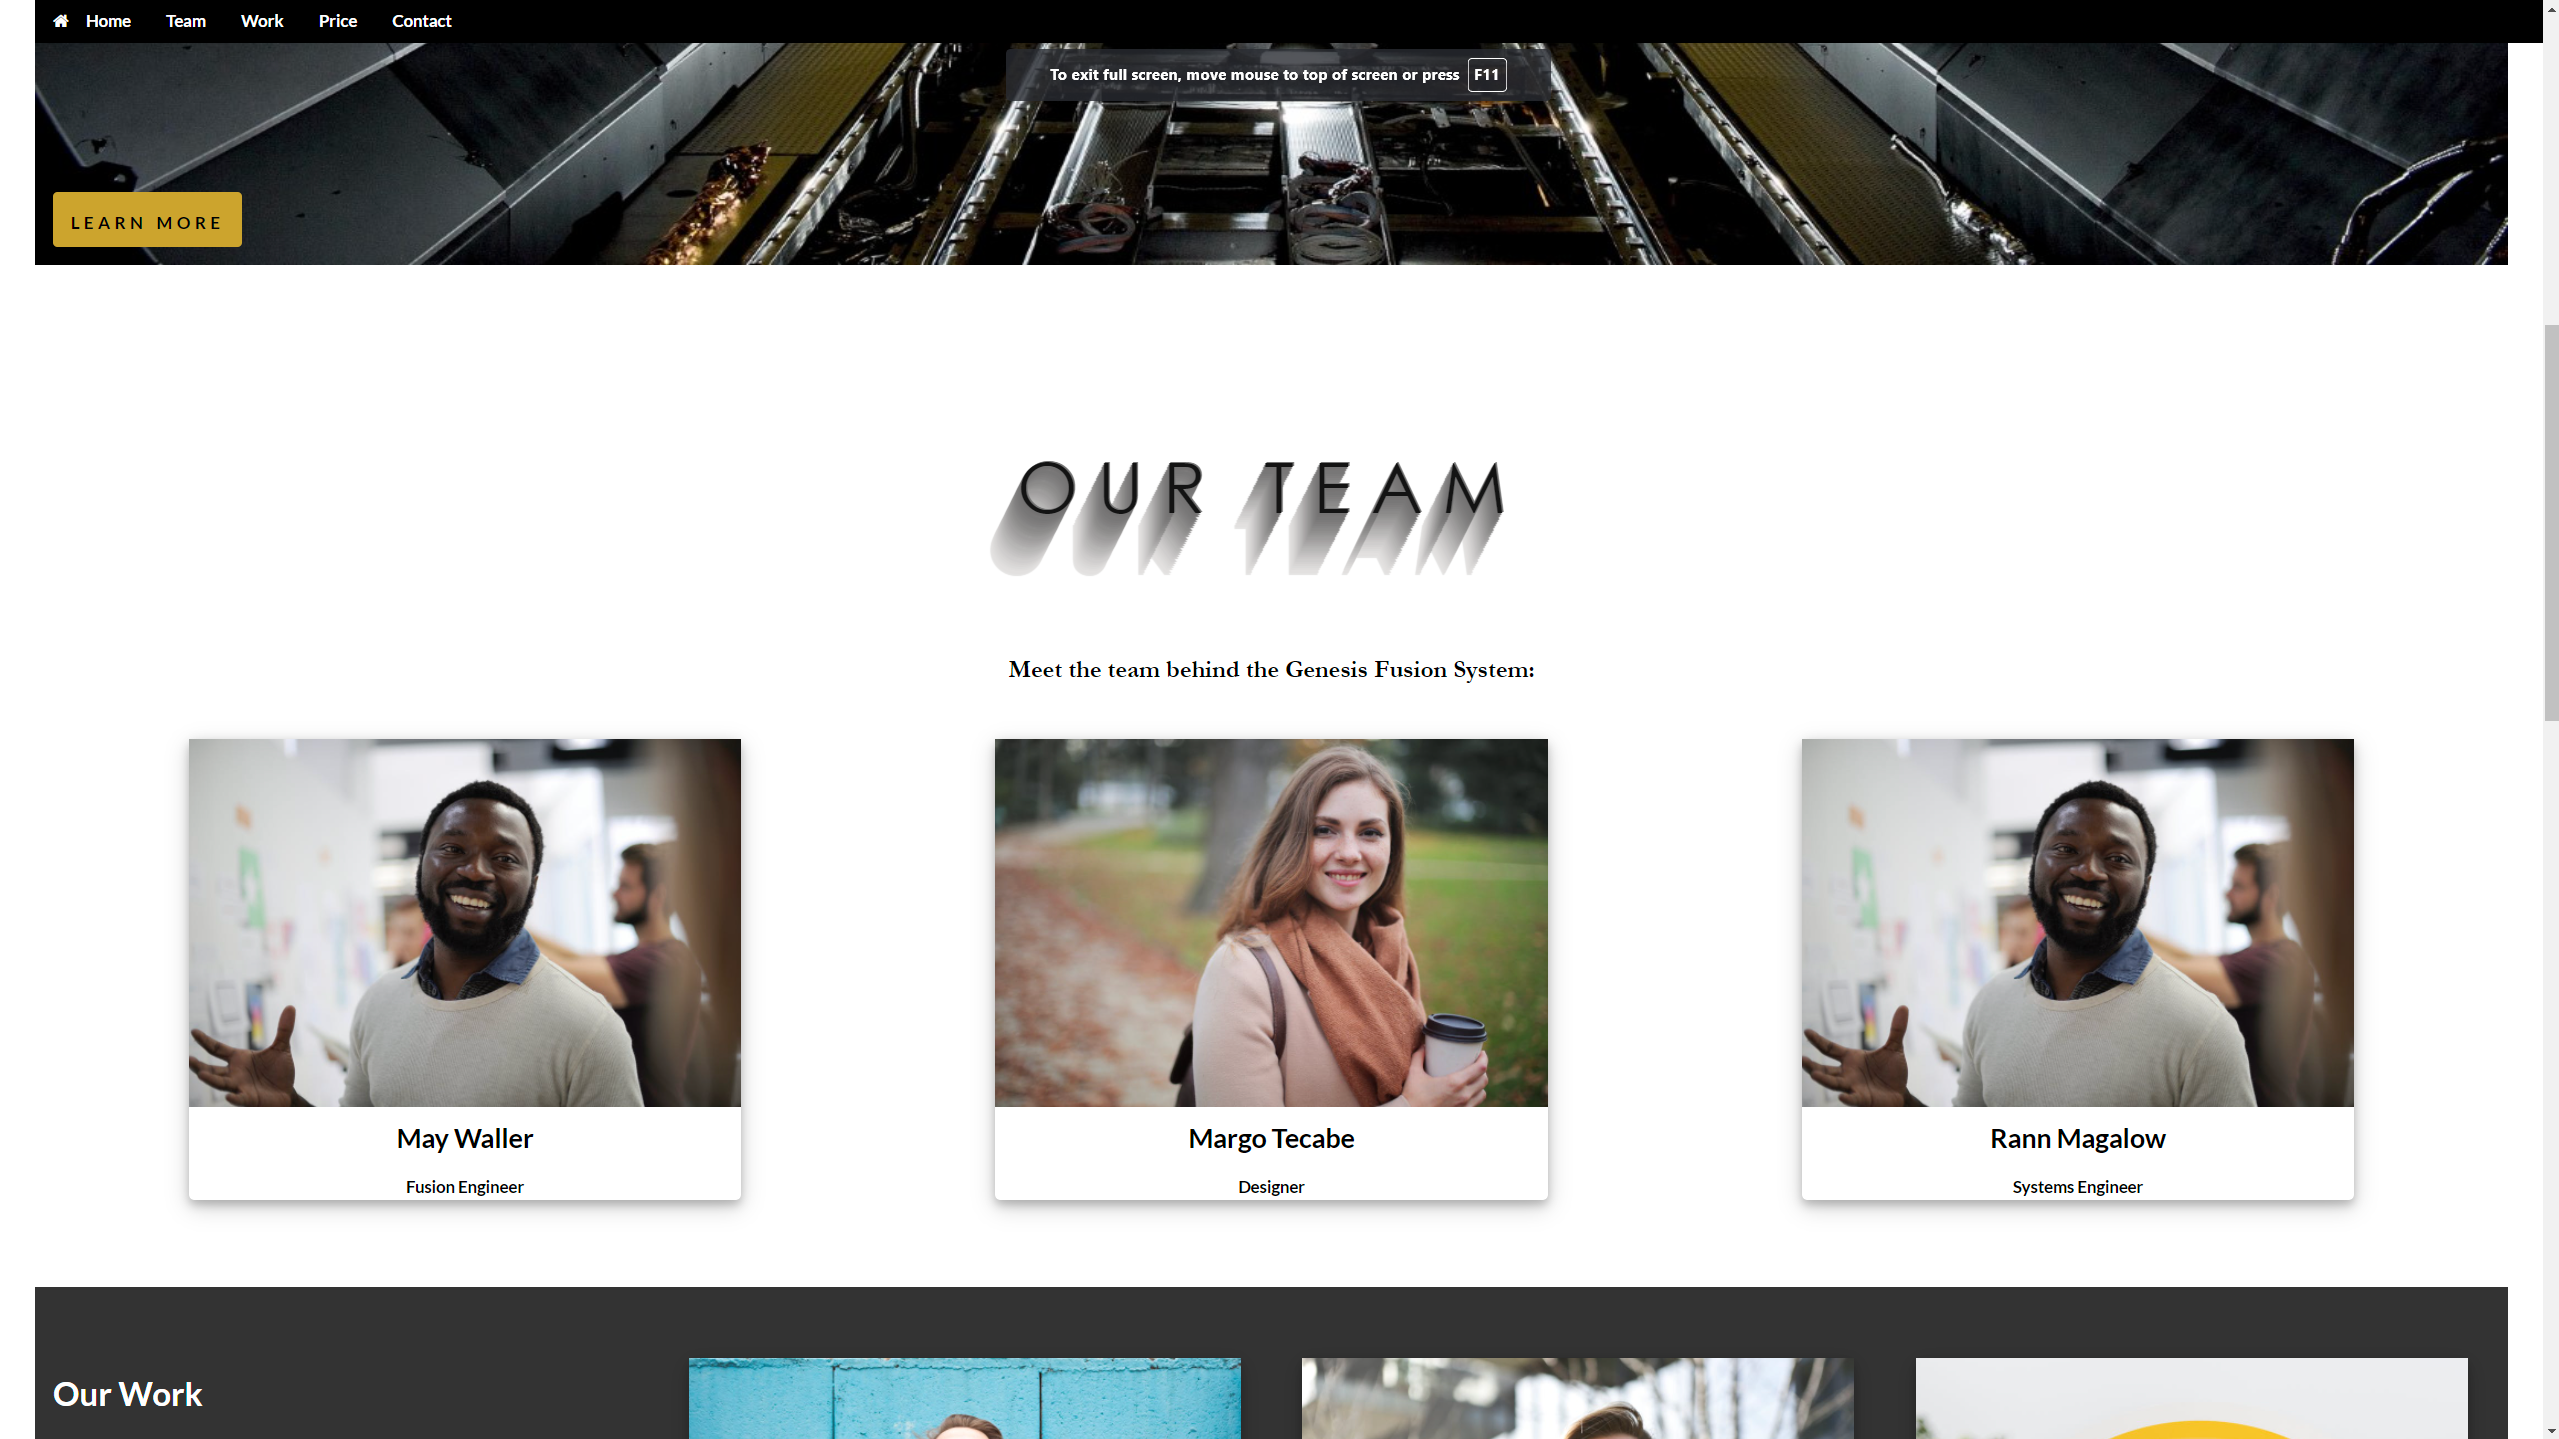 Home Team Work Price Contact
To exit full screen, move mouse to top of screen or press F11
LEARN MORE
OUR TEAM
Meet the team behind the Genesis Fusion System:
May Waller
Fusion Engineer
Margo Tecabe
Designer
Rann Magalow
Systems Engineer
Our Work